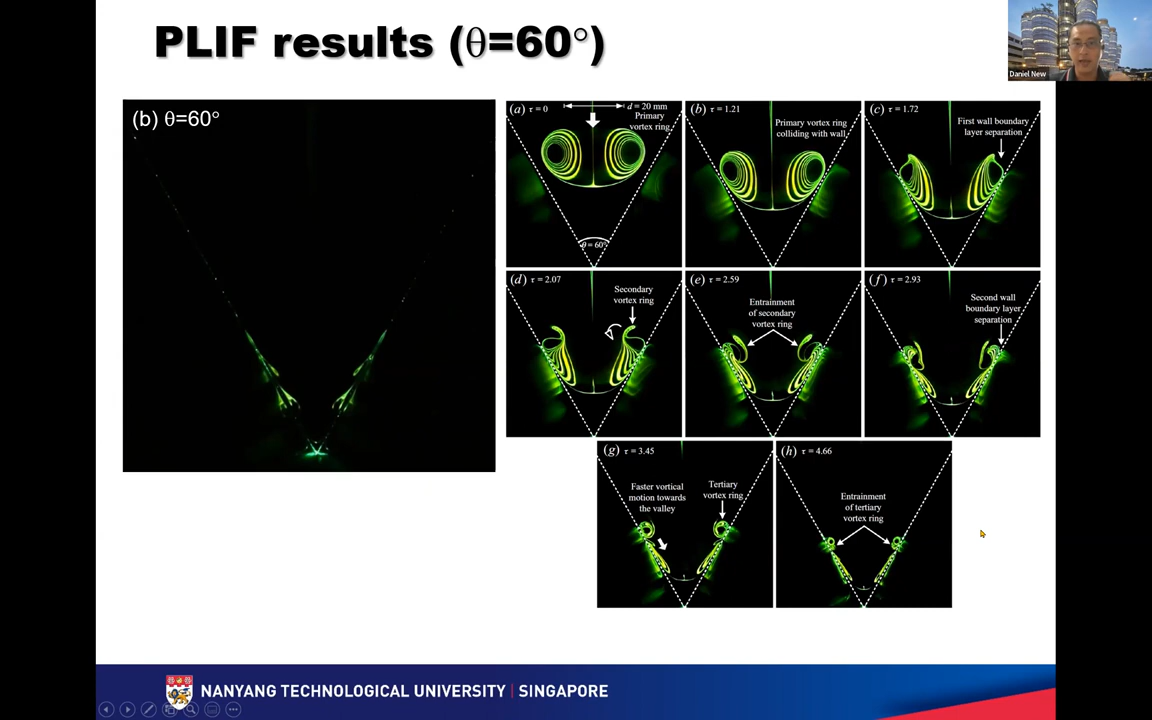 PLIF results (θ=60°)
Daniel New
(b) θ=60°
(a) τ = 0
d = 20 mm
Primary
vortex ring
θ = 60°
(b) τ = 1.21
Primary vortex ring
colliding with wall
(c) τ = 1.72
First wall boundary
layer separation
(d) τ = 2.07
Secondary
vortex ring
(e) τ = 2.59
Entrainment
of secondary
vortex ring
(f) τ = 2.93
Second wall
boundary layer
separation
(g) τ = 3.45
Faster vortical
motion towards
the valley
Tertiary
vortex ring
(h) τ = 4.66
Entrainment
of tertiary
vortex ring
NANYANG TECHNOLOGICAL UNIVERSITY | SINGAPORE